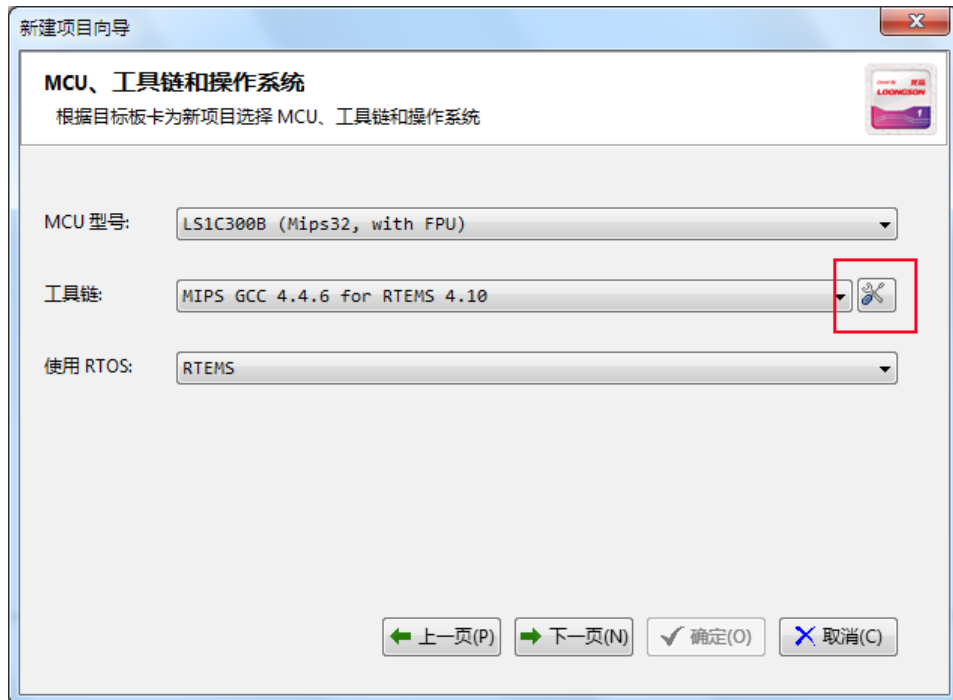 新建项目向导
MCU、工具链和操作系统
根据目标板卡为新项目选择 MCU、工具链和操作系统
LOONGSON
MCU 型号:
LS1C300B (Mips32, with FPU)
工具链:
MIPS GCC 4.4.6 for RTEMS 4.10
使用 RTOS:
RTEMS
上一页(P)
下一页(N)
确定(O)
取消(C)